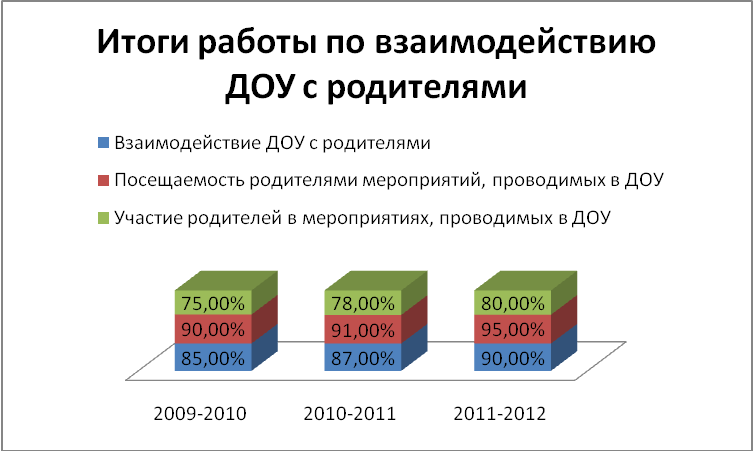 Итоги работы по взаимодействию
ДОУ с родителями
Взаимодействие ДОУ с родителями
Посещаемость родителями мероприятий, проводимых в ДОУ
Участие родителей в мероприятиях, проводимых в ДОУ
75,00% 78,00% 80,00%
90,00% 91,00% 95,00%
85,00% 87,00% 90,00%
2009-2010 2010-2011 2011-2012